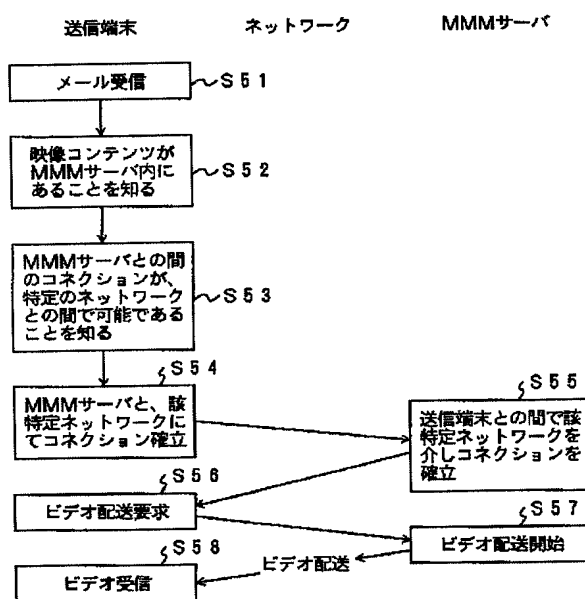 送信端末 ネットワーク MMMサーバ
メール受信 S51
映像コンテンツが
MMMサーバ内に
あることを知る
S52
MMMサーバとの間
のコネクションが、
特定のネットワーク
との間で可能である
ことを知る
S53
S54
MMMサーバと、該
特定ネットワークに
てコネクション確立
S55
送信端末との間で該
特定ネットワークを
介しコネクションを
確立
S56
ビデオ配送要求
S57
ビデオ配送開始
ビデオ配送
S58
ビデオ受信